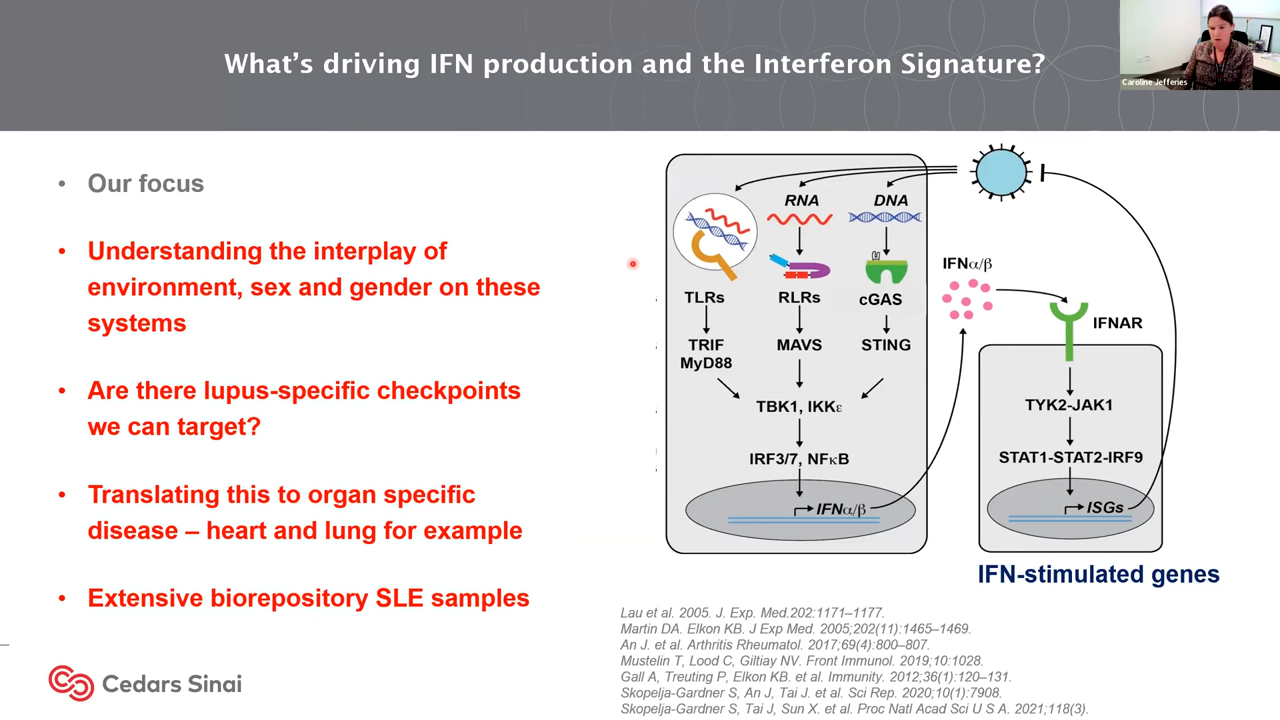 What's driving IFN production and the Interferon Signature?
Caroline Jefferies
• Our focus
• Understanding the interplay of
environment, sex and gender on these
systems
• Are there lupus-specific checkpoints
we can target?
• Translating this to organ specific
disease – heart and lung for example
• Extensive biorepository SLE samples
Cedars Sinai
RNA
DNA
TLRs
RLRs
cGAS
TRIF
MyD88
MAVS
STING
TBK1, IKKε
IRF3/7, NFκB
IFNα/β
IFNα/β
IFNAR
TYK2-JAK1
STAT1-STAT2-IRF9
ISGs
IFN-stimulated genes
Lau et al. 2005. J. Exp. Med.202:1171–1177.
Martin DA. Elkon KB. J Exp Med. 2005;202(11):1465–1469.
An J. et al. Arthritis Rheumatol. 2017;69(4):800–807.
Mustelin T, Lood C, Giltiay NV. Front Immunol. 2019;10:1028.
Gall A, Treuting P, Elkon KB. et al. Immunity. 2012;36(1):120–131.
Skopelja-Gardner S, An J, Tai J. et al. Sci Rep. 2020;10(1):7908.
Skopelja-Gardner S, Tai J, Sun X. et al. Proc Natl Acad Sci U S A. 2021;118(3).